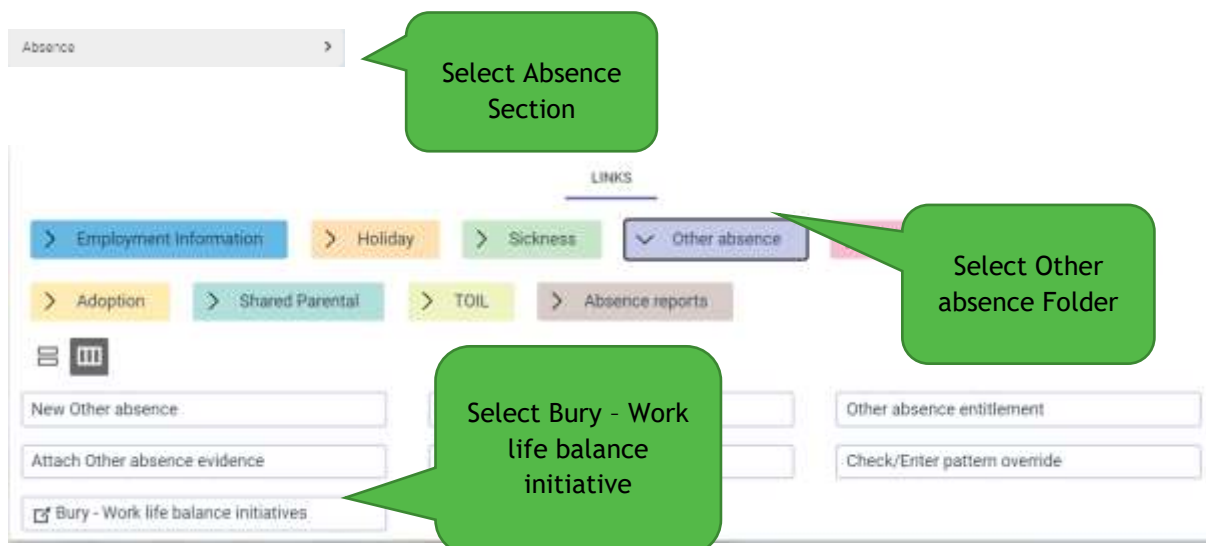 Absence
Select Absence
Section
LINKS
Employment Information
Holiday
Sickness
Other absence
Select Other
absence Folder
Adoption
Shared Parental
TOIL
Absence reports
Select Bury – Work
life balance
initiative
New Other absence
Other absence entitlement
Attach Other absence evidence
Check/Enter pattern override
Bury - Work life balance initiatives